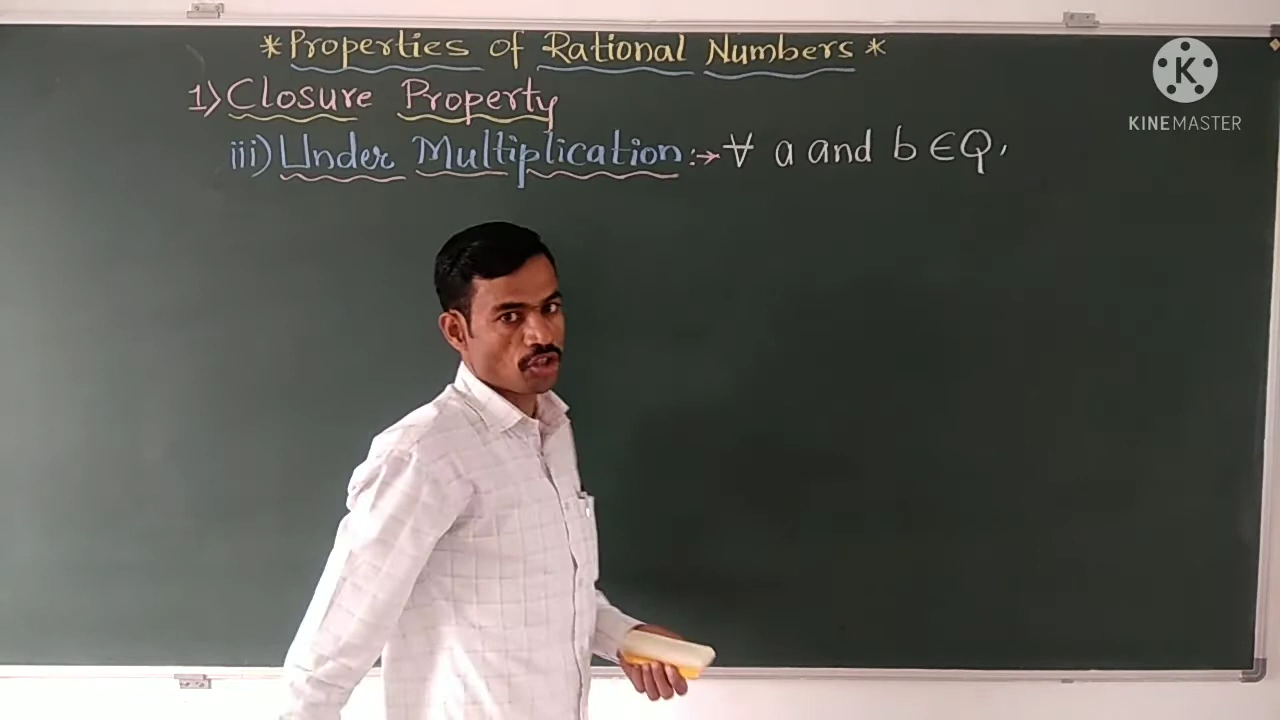 *Properties of Rational Numbers*
1) Closure Property
iii) Under Multiplication :→ ∀ a and b ∈ Q,
K
KINEMASTER